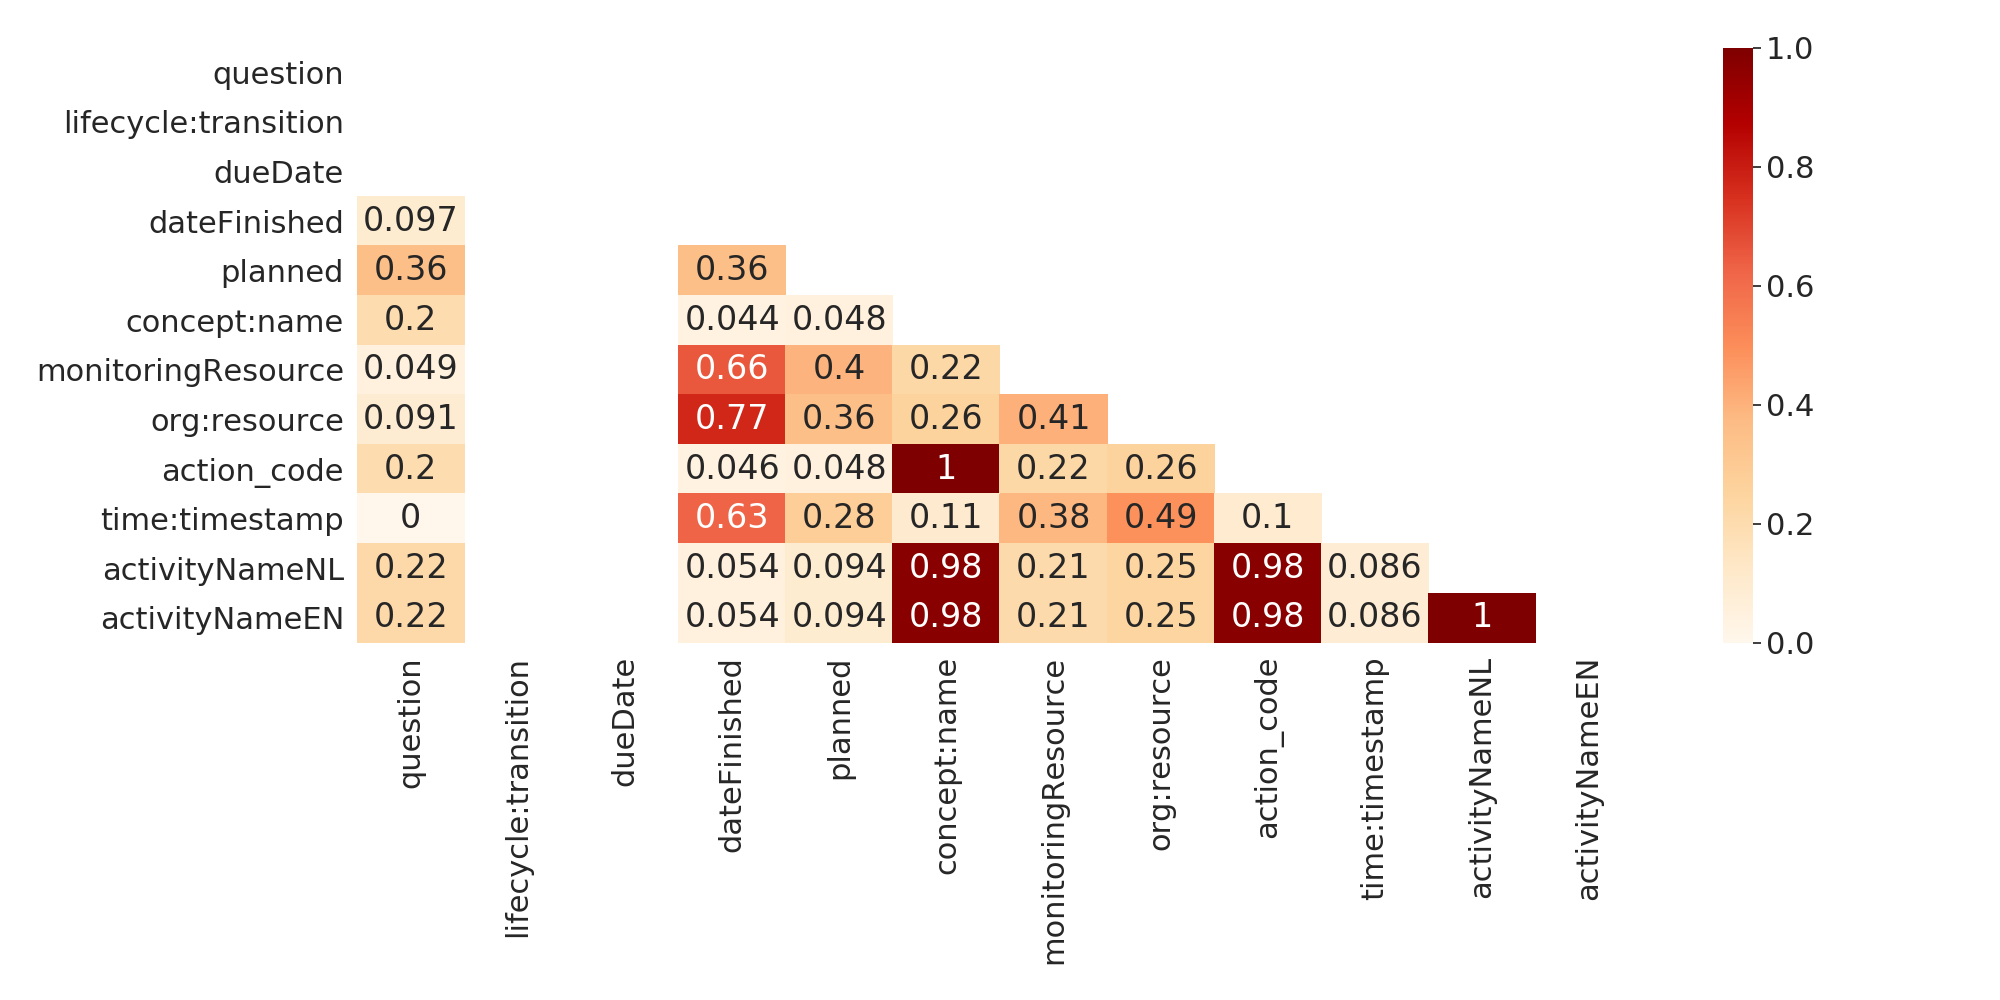 question
lifecycle:transition
dueDate
dateFinished 0.097
planned 0.36 0.36
concept:name 0.2 0.044 0.048
monitoringResource 0.049 0.66 0.4 0.22
org:resource 0.091 0.77 0.36 0.26 0.41
action_code 0.2 0.046 0.048 1 0.22 0.26
time:timestamp 0 0.63 0.28 0.11 0.38 0.49 0.1
activityNameNL 0.22 0.054 0.094 0.98 0.21 0.25 0.98 0.086
activityNameEN 0.22 0.054 0.094 0.98 0.21 0.25 0.98 0.086 1
question
lifecycle:transition
dueDate
dateFinished
planned
concept:name
monitoringResource
org:resource
action_code
time:timestamp
activityNameNL
activityNameEN
1.0
0.8
0.6
0.4
0.2
0.0